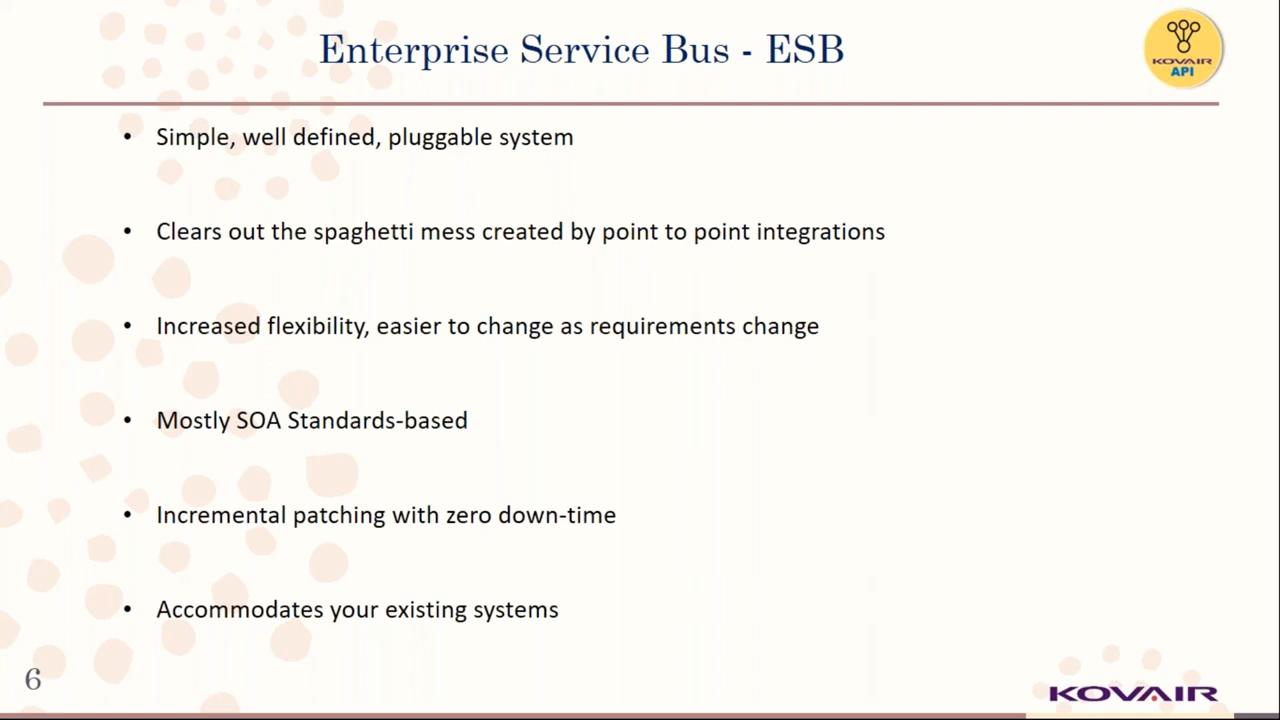 Enterprise Service Bus - ESB
KOVAIR
API
• Simple, well defined, pluggable system
• Clears out the spaghetti mess created by point to point integrations
• Increased flexibility, easier to change as requirements change
• Mostly SOA Standards-based
• Incremental patching with zero down-time
• Accommodates your existing systems
6
KOVAIR